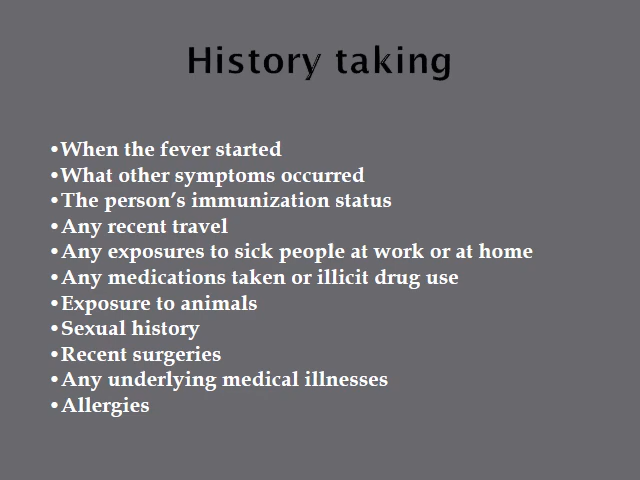 History taking
•When the fever started
•What other symptoms occurred
•The person’s immunization status
•Any recent travel
•Any exposures to sick people at work or at home
•Any medications taken or illicit drug use
•Exposure to animals
•Sexual history
•Recent surgeries
•Any underlying medical illnesses
•Allergies